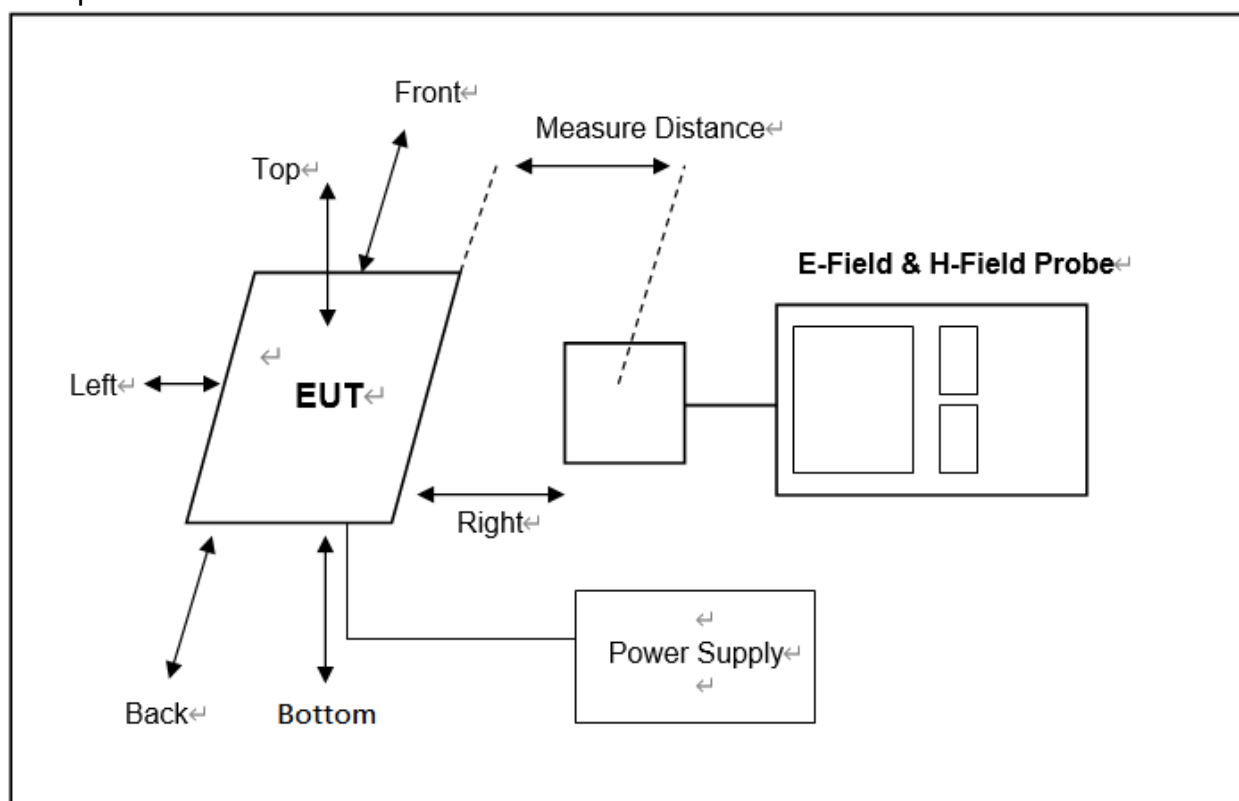 Front
Measure Distance
Top
E-Field & H-Field Probe
Left
EUT
Right
Power Supply
Back
Bottom